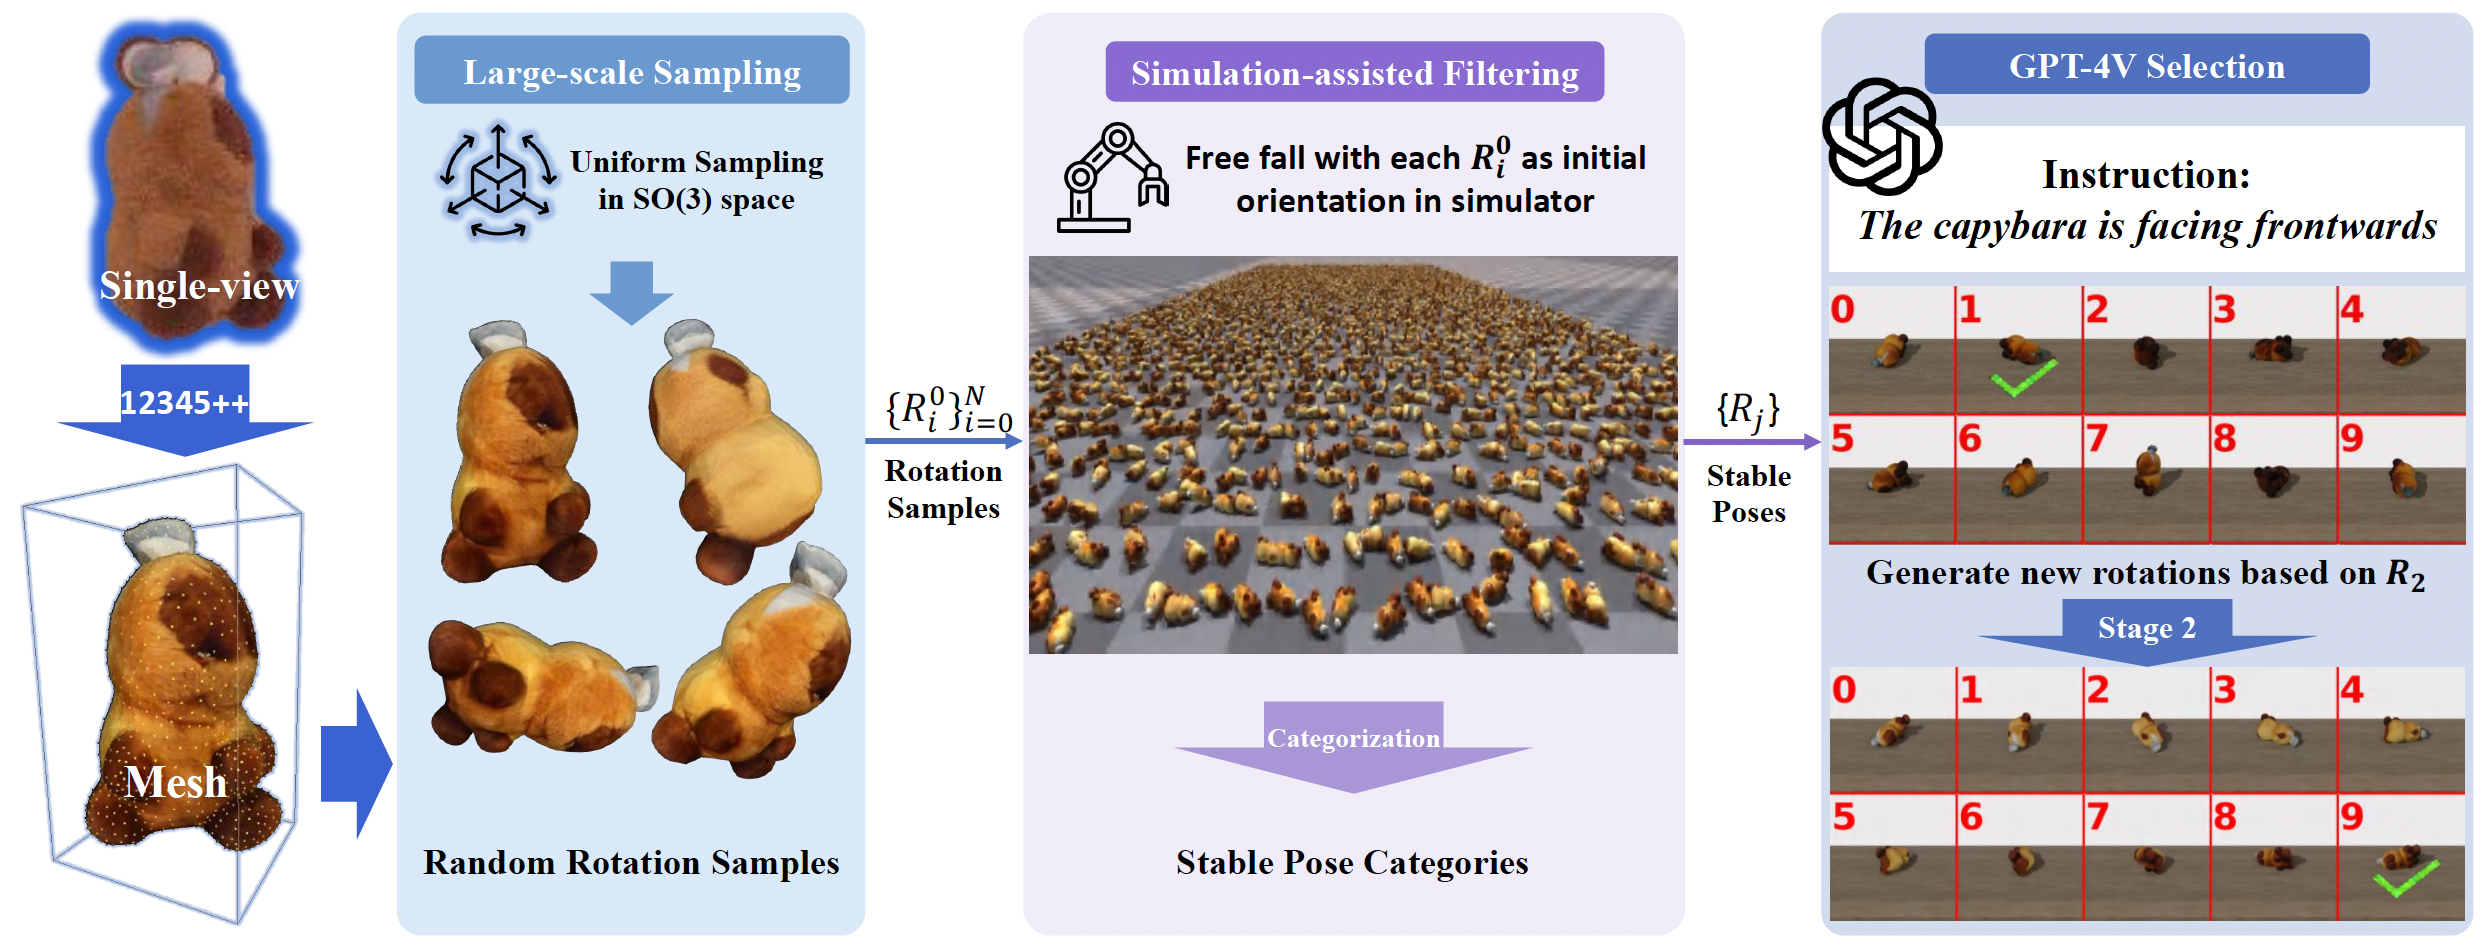 Single-view
12345++
Mesh
Large-scale Sampling
Uniform Sampling
in SO(3) space
Random Rotation Samples
$\{R_i^0\}_{i=0}^N$
Rotation
Samples
Simulation-assisted Filtering
Free fall with each $R_i^0$ as initial
orientation in simulator
Categorization
Stable Pose Categories
$\{R_j\}$
Stable
Poses
GPT-4V Selection
Instruction:
The capybara is facing frontwards
0 1 2 3 4
5 6 7 8 9
Generate new rotations based on $R_2$
Stage 2
0 1 2 3 4
5 6 7 8 9